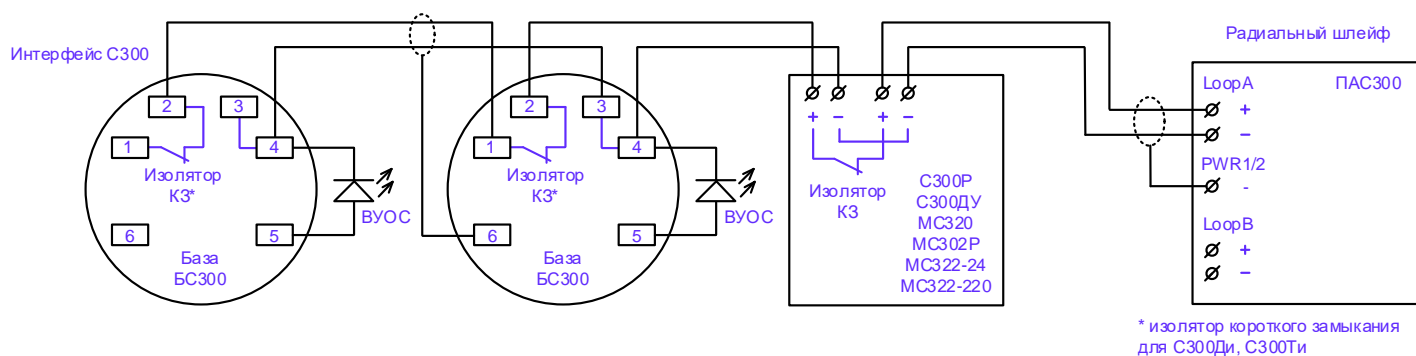 Интерфейс С300
2
3
1
4
Изолятор
КЗ*
6
5
База
БС300
ВУОС
2
3
1
4
Изолятор
КЗ*
6
5
База
БС300
ВУОС
+ − + −
Изолятор
КЗ
С300Р
С300ДУ
МС320
МС302Р
МС322-24
МС322-220
Радиальный шлейф
LoopA
ПАС300
+
−
PWR1/2
-
LoopB
+
−
* изолятор короткого замыкания
для С300Ди, С300Ти